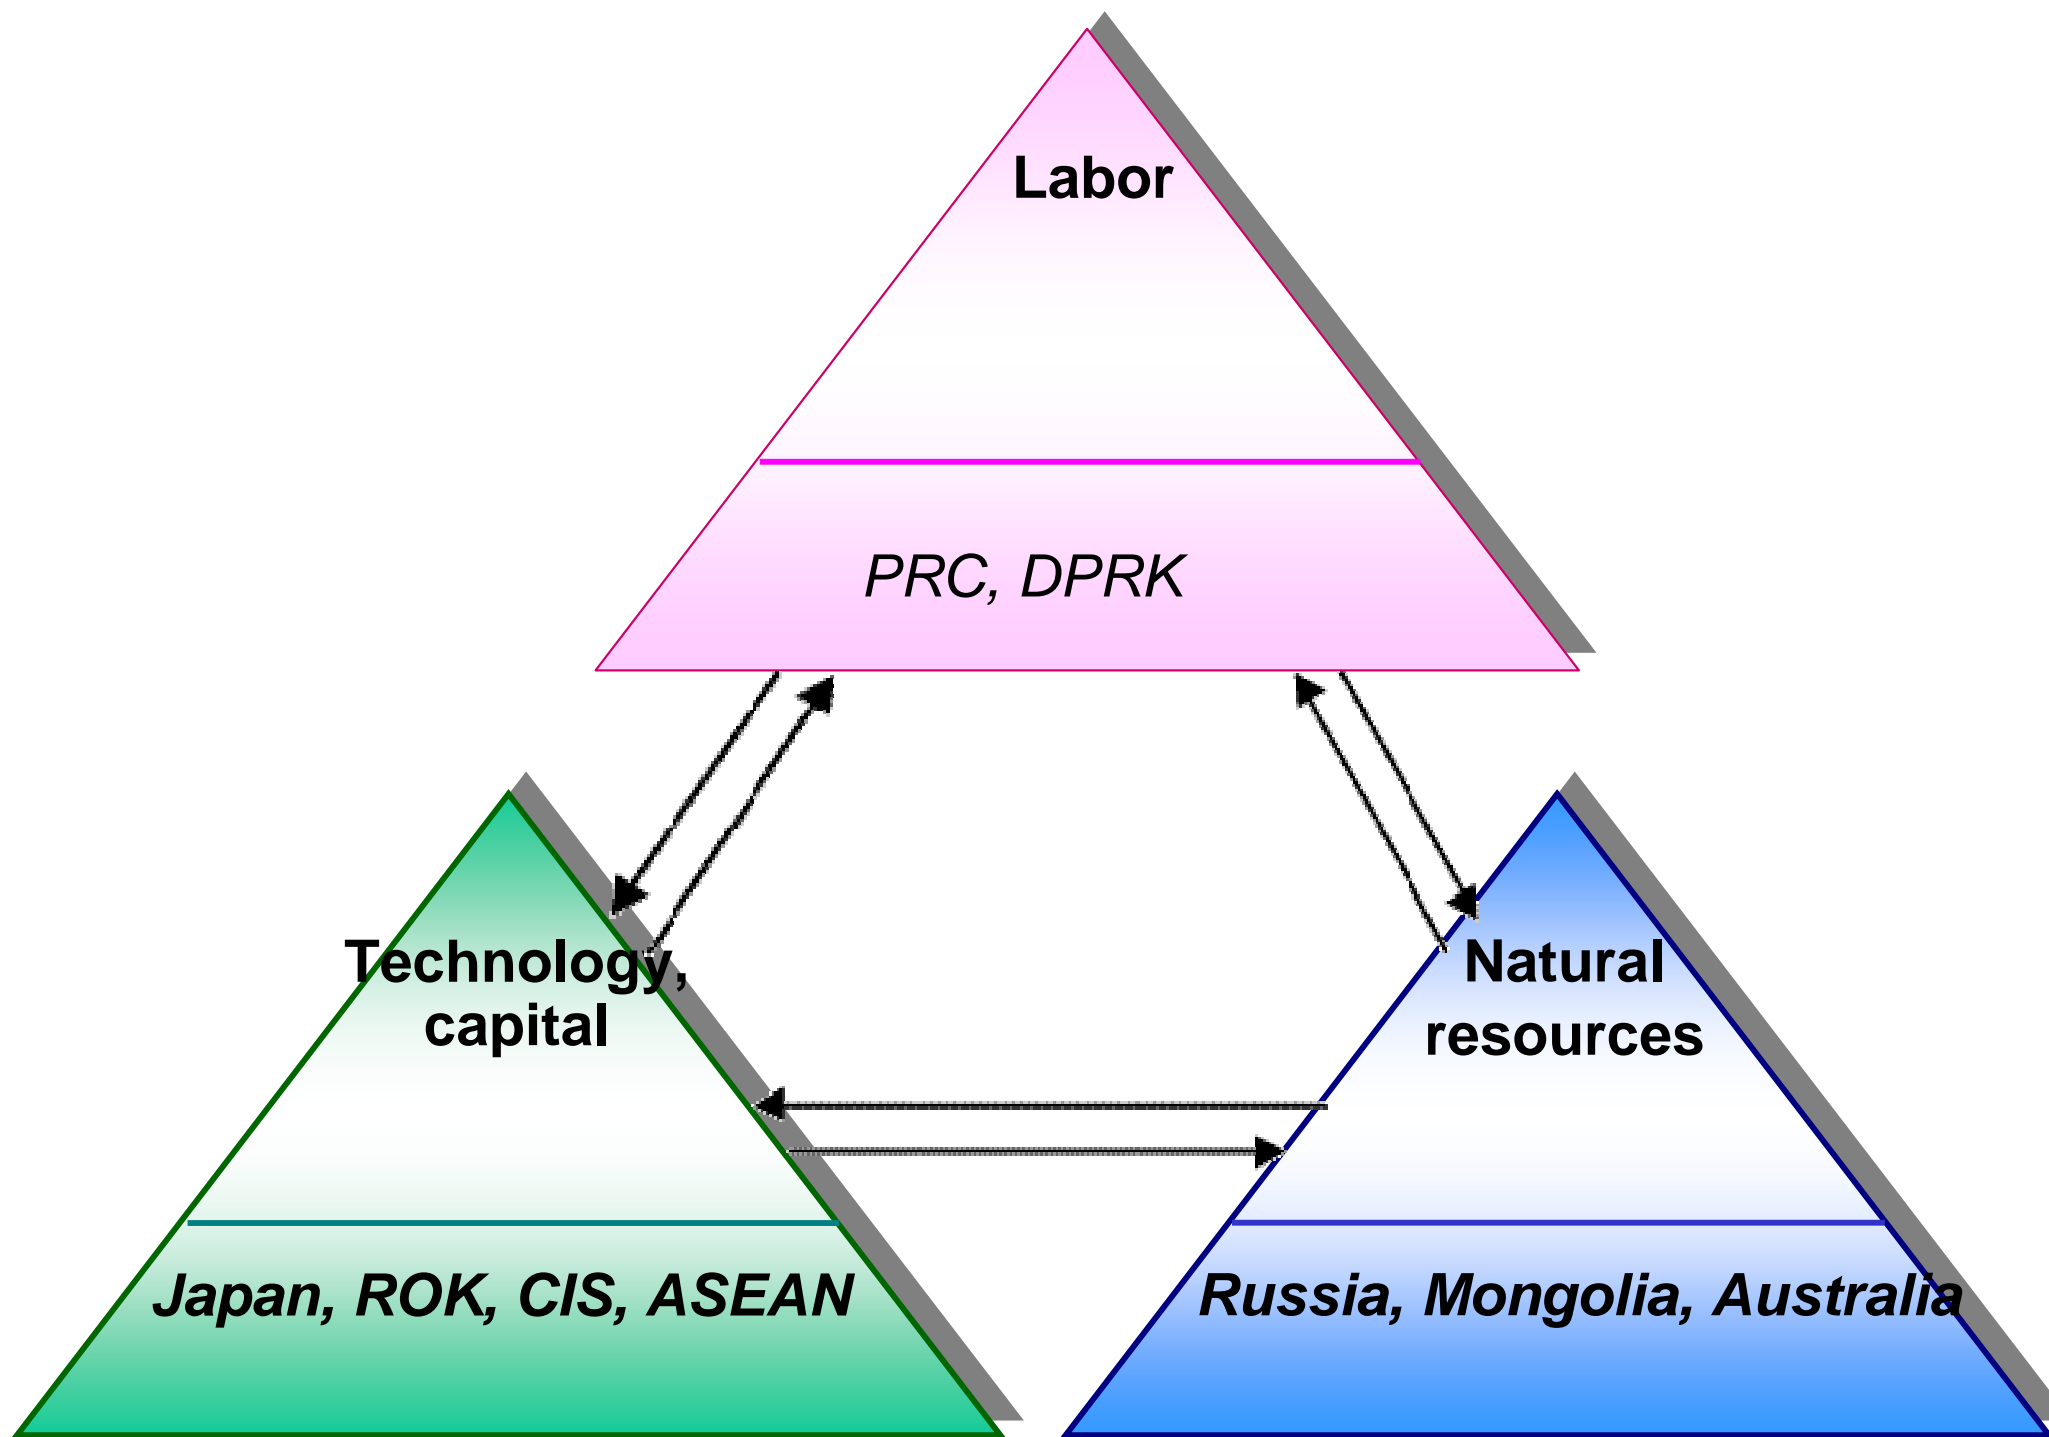 Labor
PRC, DPRK
Technology,
capital
Natural
resources
Japan, ROK, CIS, ASEAN
Russia, Mongolia, Australia